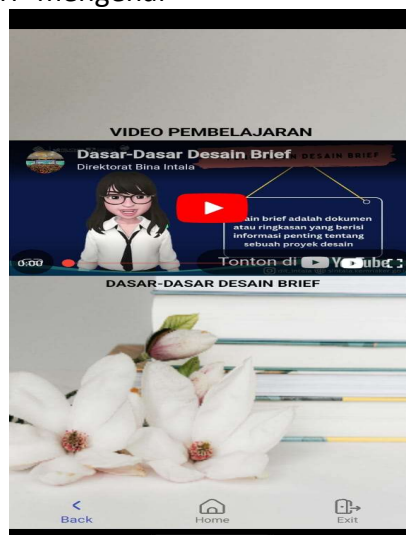 VIDEO PEMBELAJARAN
Dasar-Dasar Desain Brief
DESAIN BRIEF
Direktorat Bina Intala
ain brief adalah dokumen
atau ringkasan yang berisi
informasi penting tentang
sebuah proyek desain
0:00
Tonton di YouTube
DASAR-DASAR DESAIN BRIEF
Back
Home
Exit